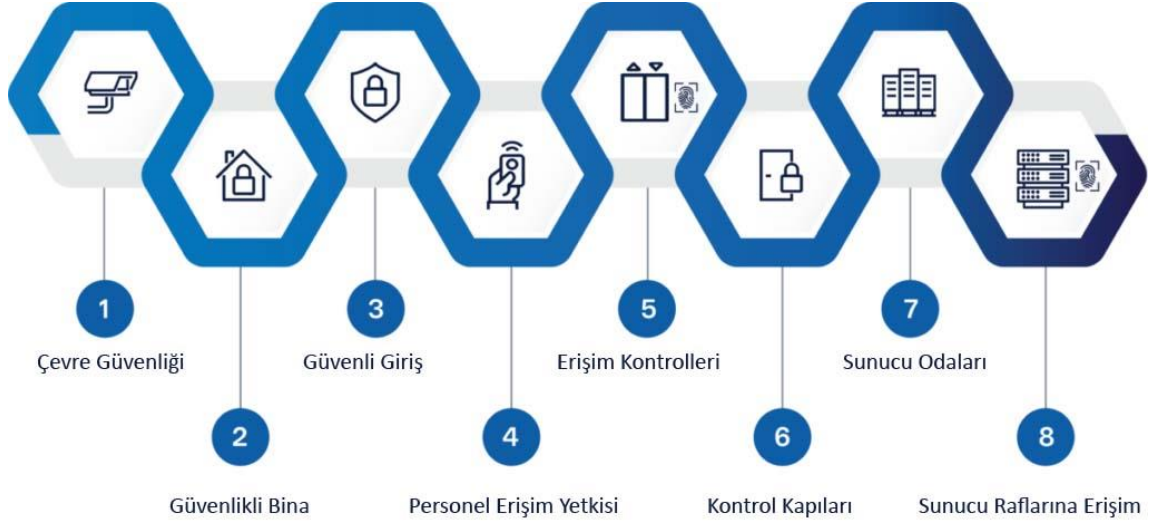 1
Çevre Güvenliği
2
Güvenlikli Bina
3
Güvenli Giriş
4
Personel Erişim Yetkisi
5
Erişim Kontrolleri
6
Kontrol Kapıları
7
Sunucu Odaları
8
Sunucu Raflarına Erişim